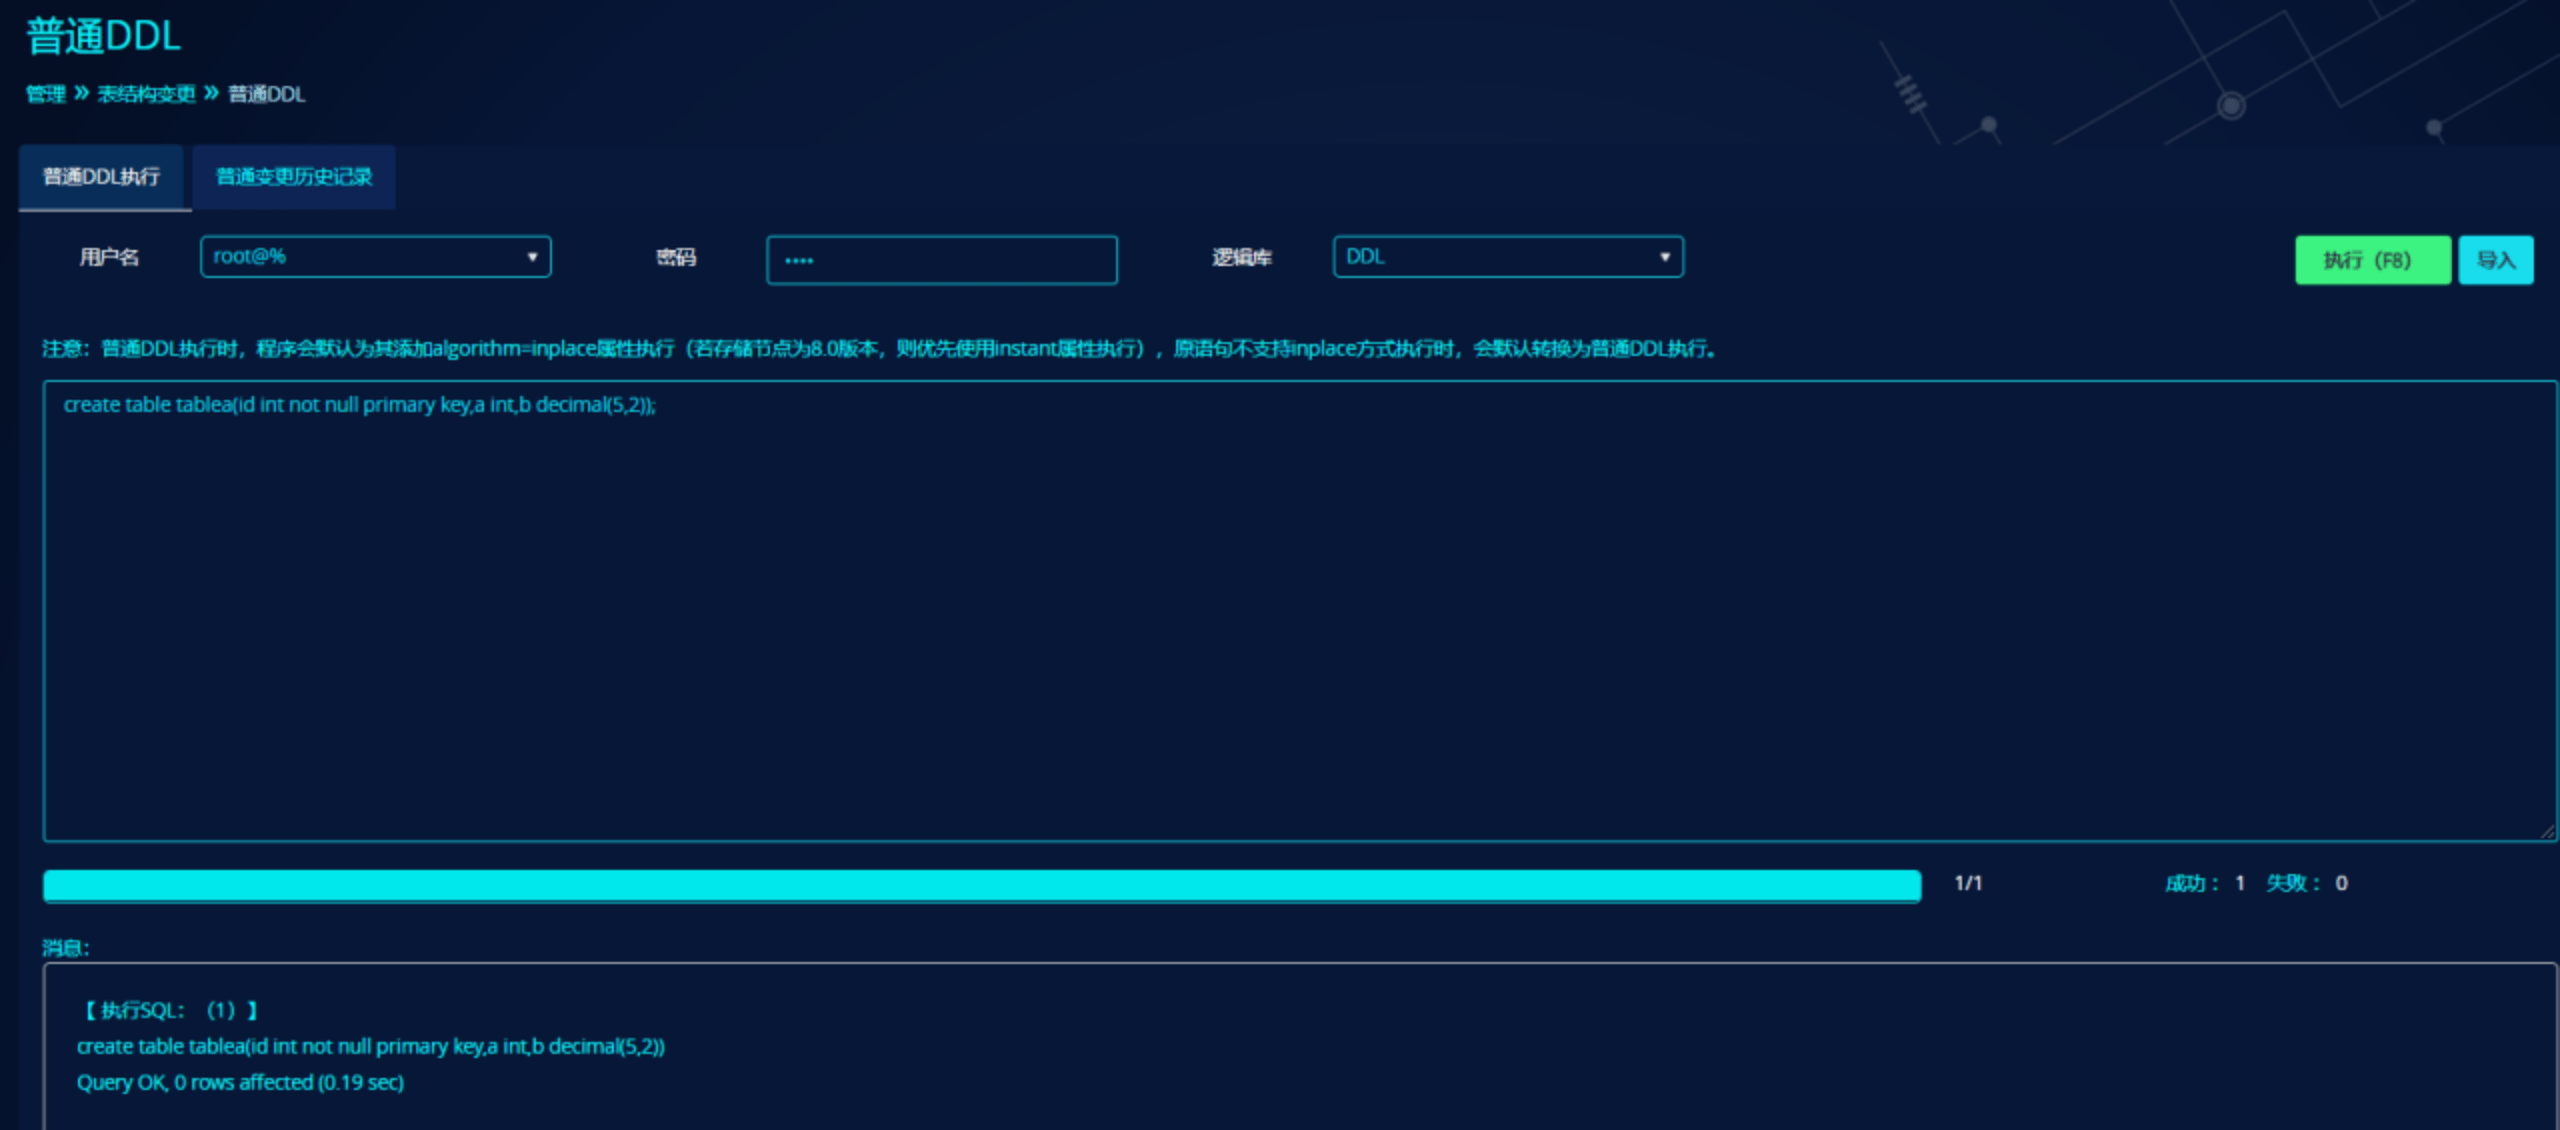 普通DDL
管理 » 表结构变更 » 普通DDL
普通DDL执行 普通变更历史记录
用户名 root@% 密码 •••• 逻辑库 DDL 执行（F8） 导入
注意：普通DDL执行时，程序会默认为其添加algorithm=inplace属性执行（若存储节点为8.0版本，则优先使用instant属性执行），原语句不支持inplace方式执行时，会默认转换为普通DDL执行。
create table tablea(id int not null primary key,a int,b decimal(5,2));
1/1 成功： 1 失败： 0
消息：
【 执行SQL：（1）】
create table tablea(id int not null primary key,a int,b decimal(5,2))
Query OK, 0 rows affected (0.19 sec)